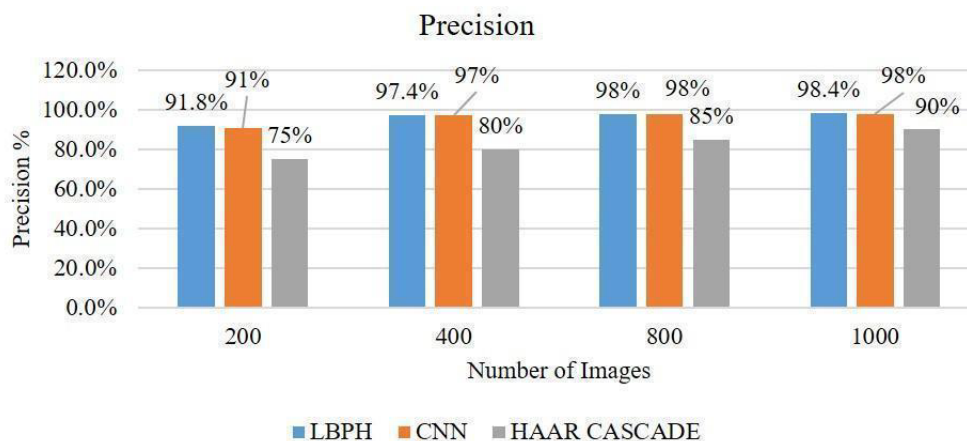 Precision
120.0%
100.0%
80.0%
60.0%
40.0%
20.0%
0.0%
Precision %
91.8% 91% 75%
97.4% 97% 80%
98% 98% 85%
98.4% 98% 90%
200 400 800 1000
Number of Images
LBPH CNN HAAR CASCADE